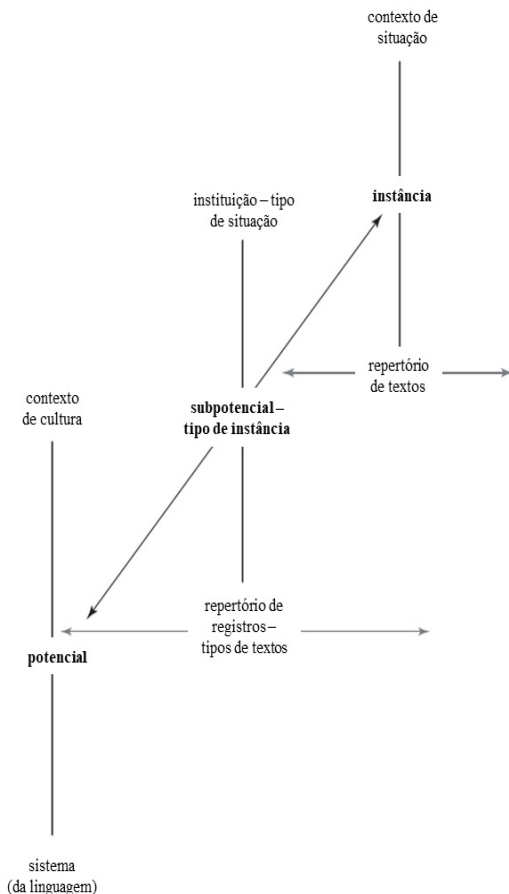 contexto de
situação
instância
instituição – tipo
de situação
repertório
de textos
contexto
de cultura
subpotencial –
tipo de instância
repertório de
registros –
tipos de textos
potencial
sistema
(da linguagem)